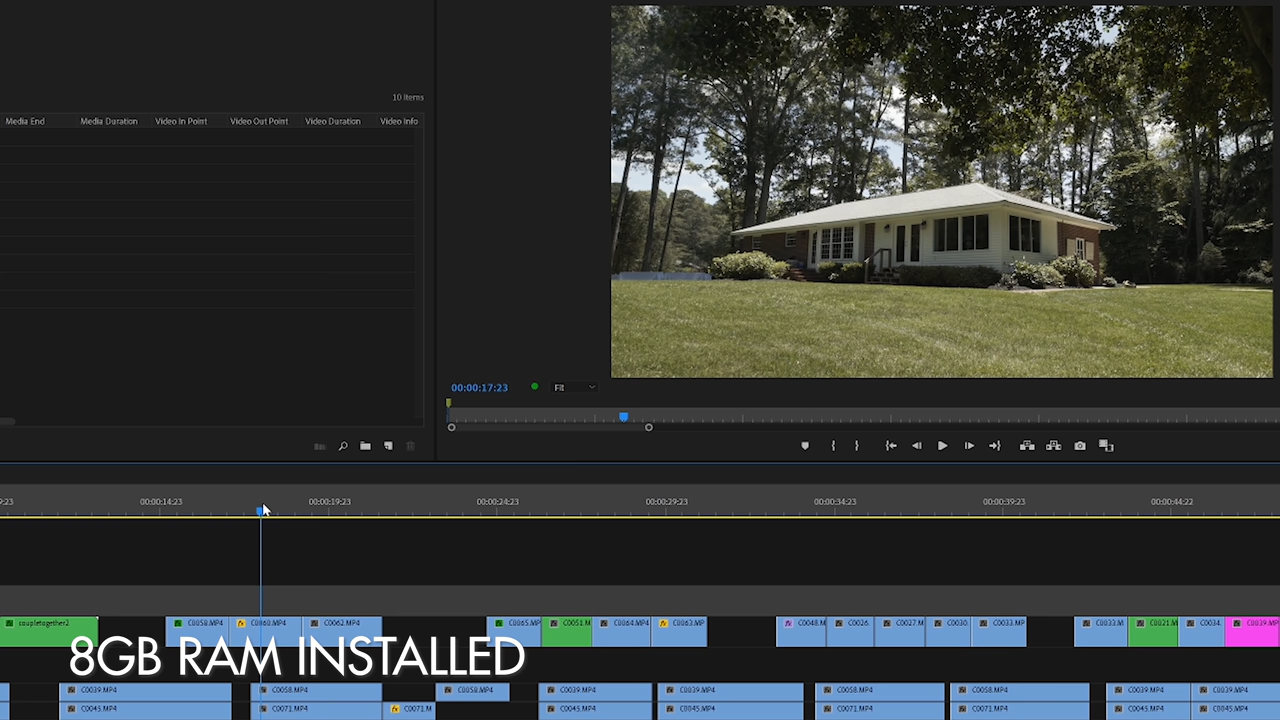 10 Items
Media End Media Duration Video In Point Video Out Point Video Duration Video Info
00:00:17:23 Fit
9:23 00:00:14:23 00:00:19:23 00:00:24:23 00:00:29:23 00:00:34:23 00:00:39:23 00:00:44:22
coupletogether2 C0058.MP4 C0060.MP4 C0062.MP4 C0065.MP C0051.M C0064.MP4 C0063.MP C0048.M C0026. C0027.M C0030. C0033.MP C0033.M C0021.M C0034. C0039.MP
8GB RAM INSTALLED
C0039.MP4 C0058.MP4 C0058.MP4 C0039.MP4 C0039.MP4 C0058.MP4 C0058.MP4 C0039.MP4 C0039.MP4
C0045.MP4 C0071.MP4 C0071.M C0045.MP4 C0045.MP4 C0071.MP4 C0071.MP4 C0045.MP4 C0045.MP4